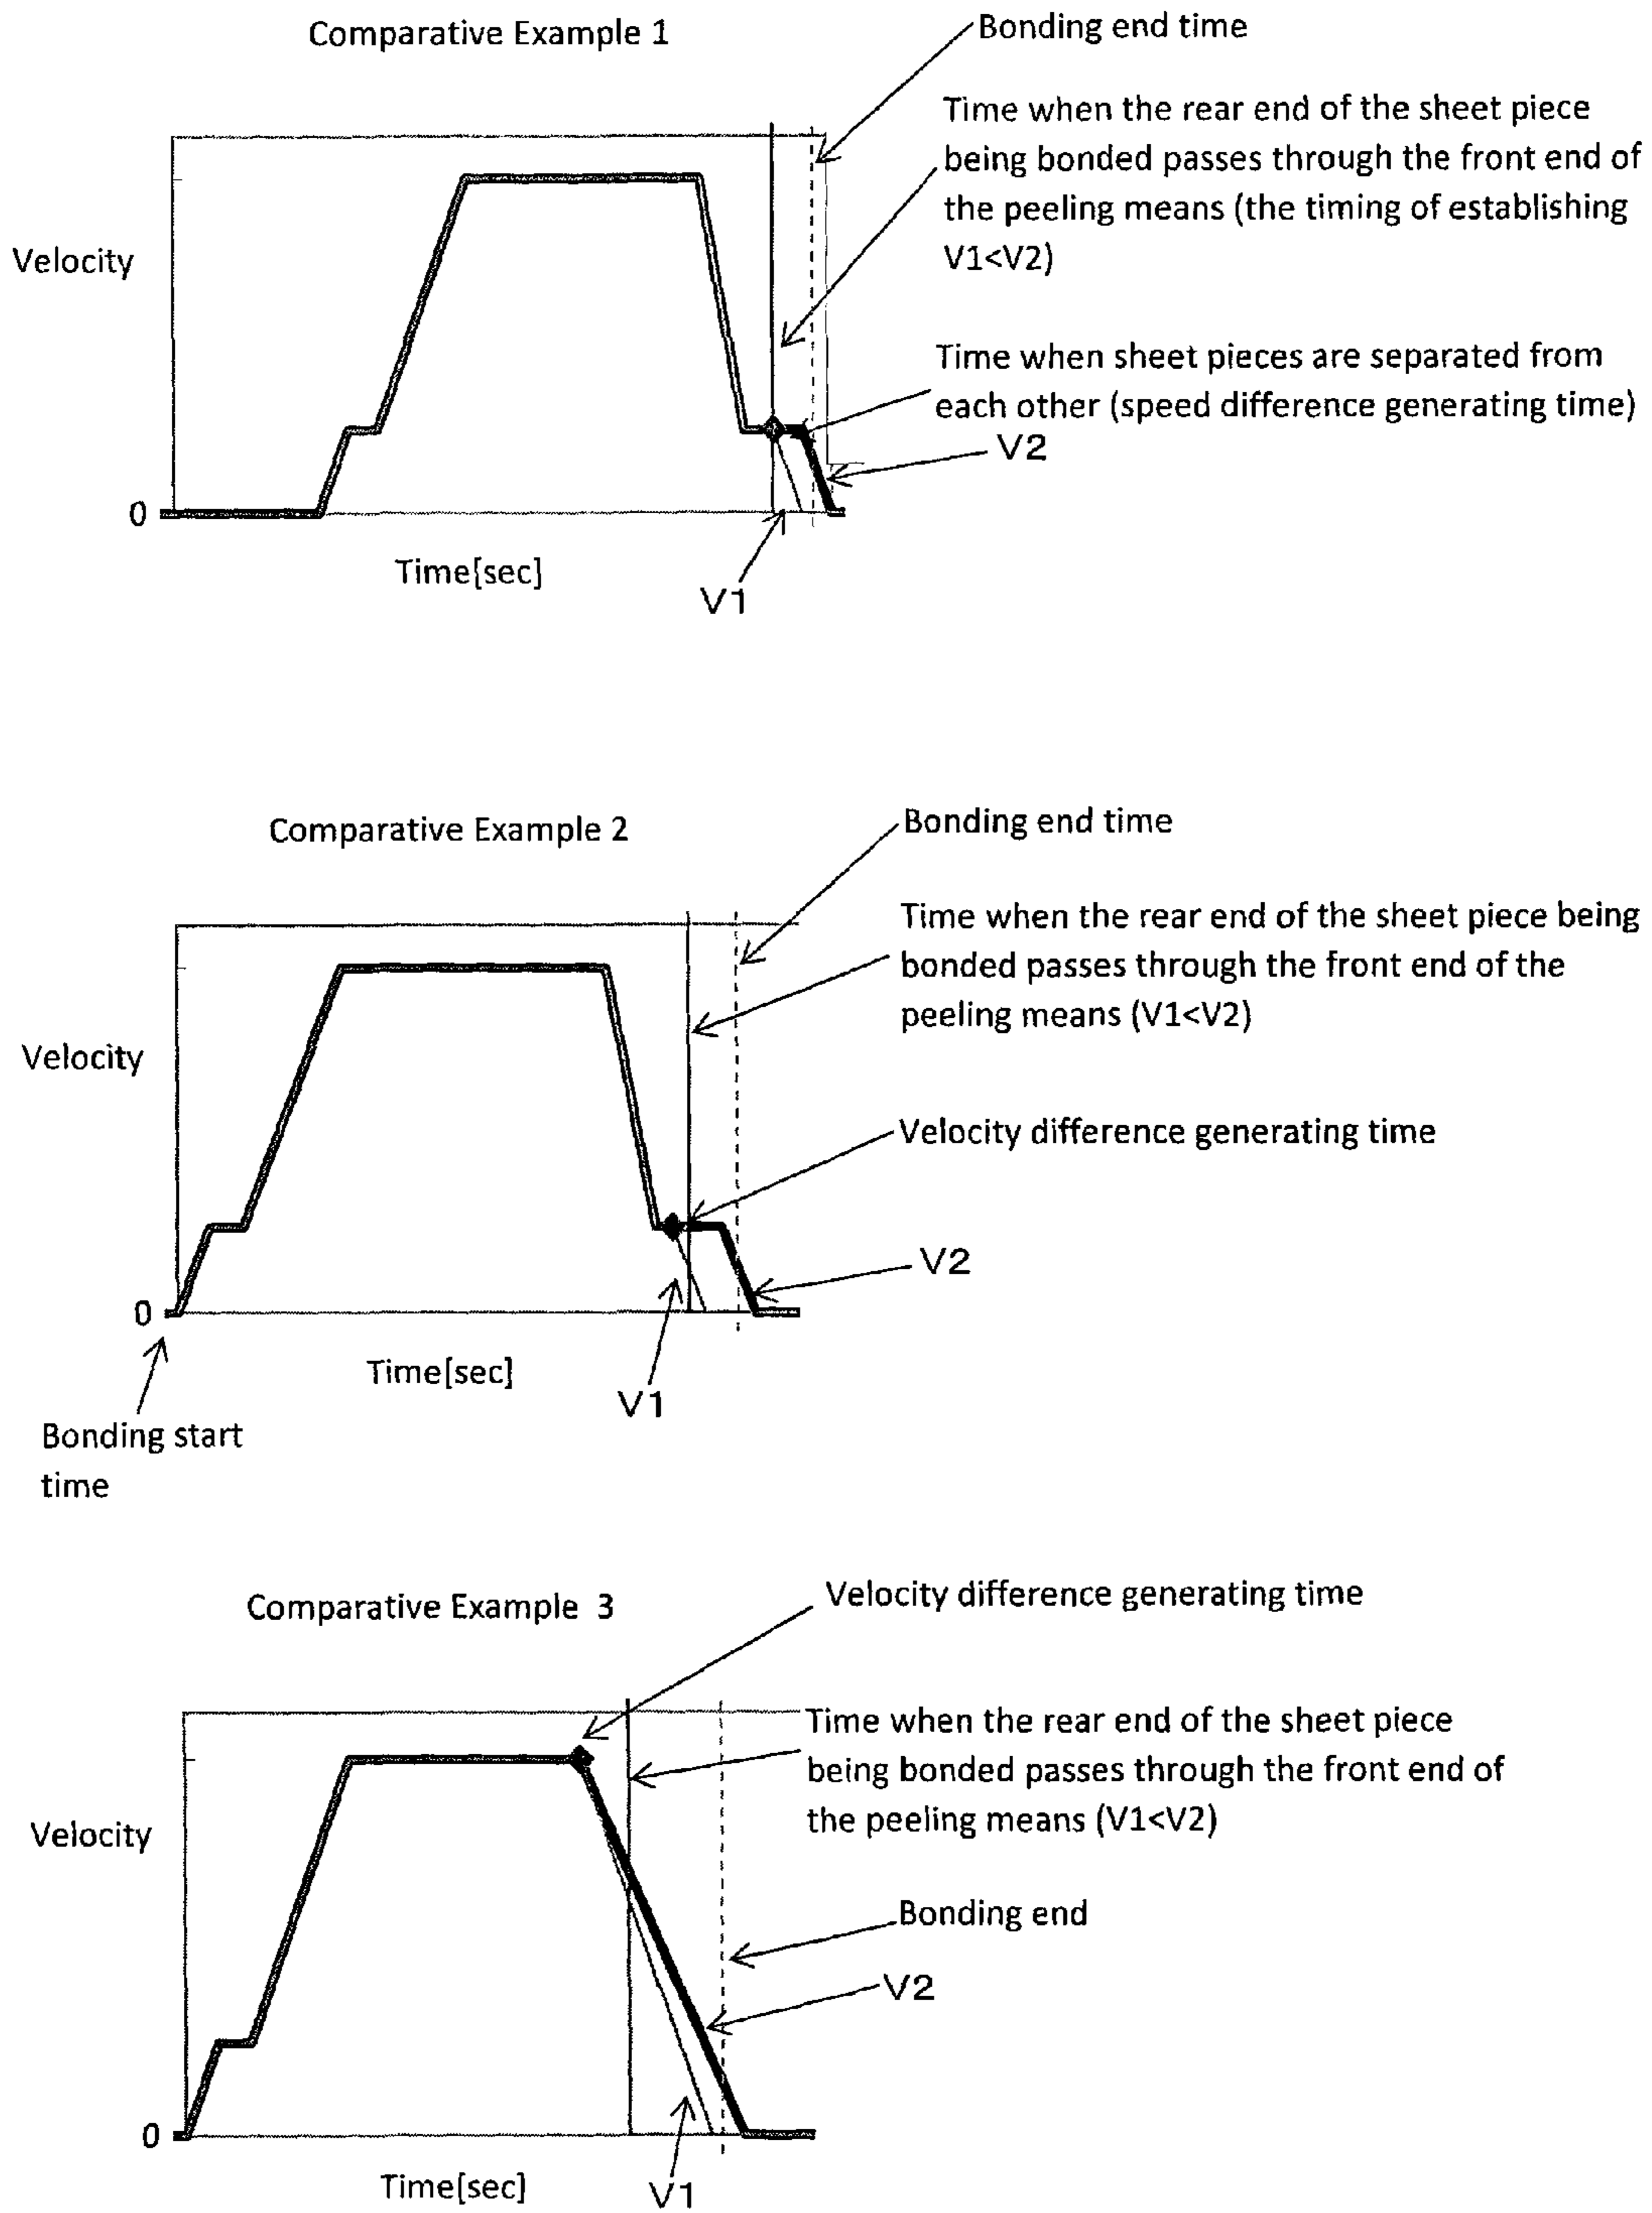 Comparative Example 1
Bonding end time
Time when the rear end of the sheet piece
being bonded passes through the front end of
the peeling means (the timing of establishing
V1<V2)
Velocity
Time when sheet pieces are separated from
each other (speed difference generating time)
V2
0
Time[sec]
V1
Comparative Example 2
Bonding end time
Time when the rear end of the sheet piece being
bonded passes through the front end of the
peeling means (V1<V2)
Velocity
Velocity difference generating time
V2
0
Time[sec]
V1
Bonding start
time
Comparative Example 3
Velocity difference generating time
Time when the rear end of the sheet piece
being bonded passes through the front end of
the peeling means (V1<V2)
Velocity
Bonding end
V2
0
Time[sec]
V1